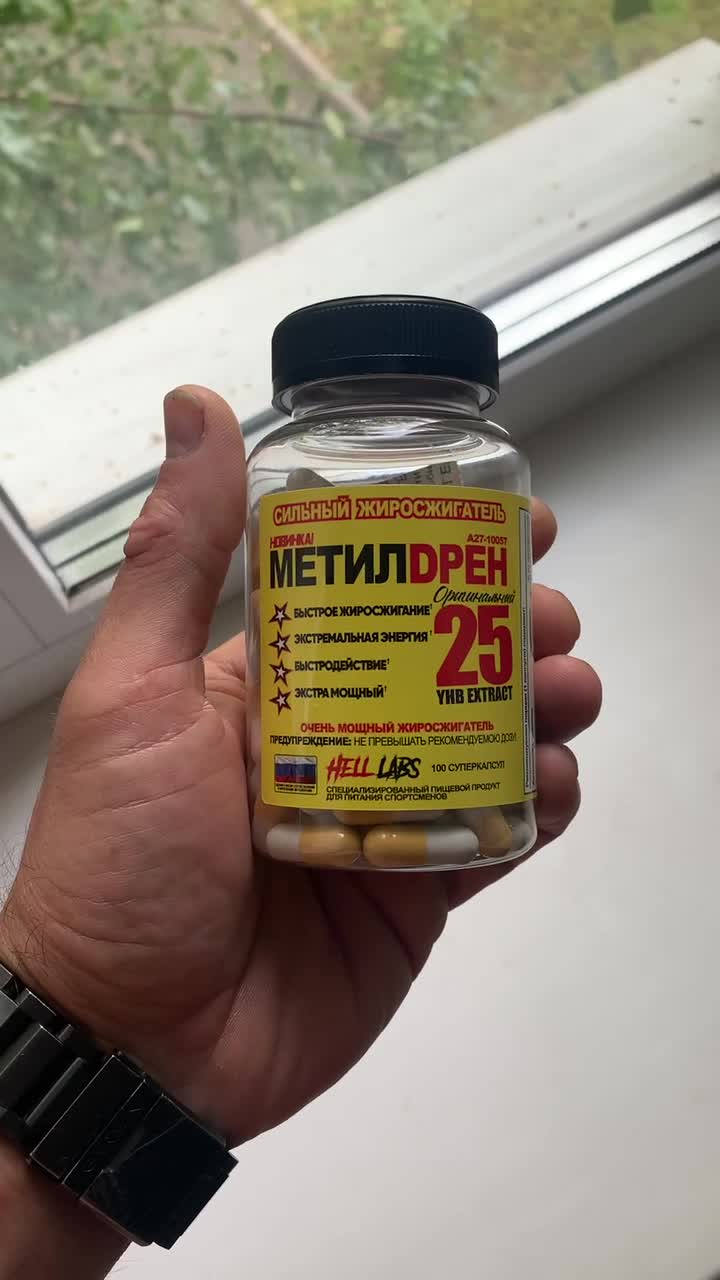 СИЛЬНЫЙ ЖИРОСЖИГАТЕЛЬ
НОВИНКА!
A27-10057
МЕТИЛDРЕН
Оригинальный
25
YHB EXTRACT
БЫСТРОЕ ЖИРОСЖИГАНИЕ†
ЭКСТРЕМАЛЬНАЯ ЭНЕРГИЯ†
БЫСТРОДЕЙСТВИЕ†
ЭКСТРА МОЩНЫЙ†
ОЧЕНЬ МОЩНЫЙ ЖИРОСЖИГАТЕЛЬ
ПРЕДУПРЕЖДЕНИЕ: НЕ ПРЕВЫШАТЬ РЕКОМЕНДУЕМОЮ ДОЗУ
HELL LABS
100 СУПЕРКАПСУЛ
СПЕЦИАЛИЗИРОВАННЫЙ ПИЩЕВОЙ ПРОДУКТ
ДЛЯ ПИТАНИЯ СПОРТСМЕНОВ